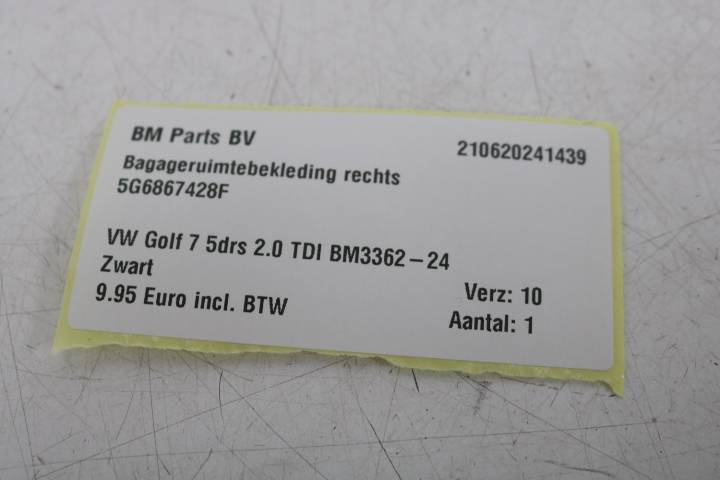 BM Parts BV 210620241439
Bagageruimtebekleding rechts
5G6867428F
VW Golf 7 5drs 2.0 TDI BM3362-24
Zwart Verz: 10
9.95 Euro incl. BTW Aantal: 1